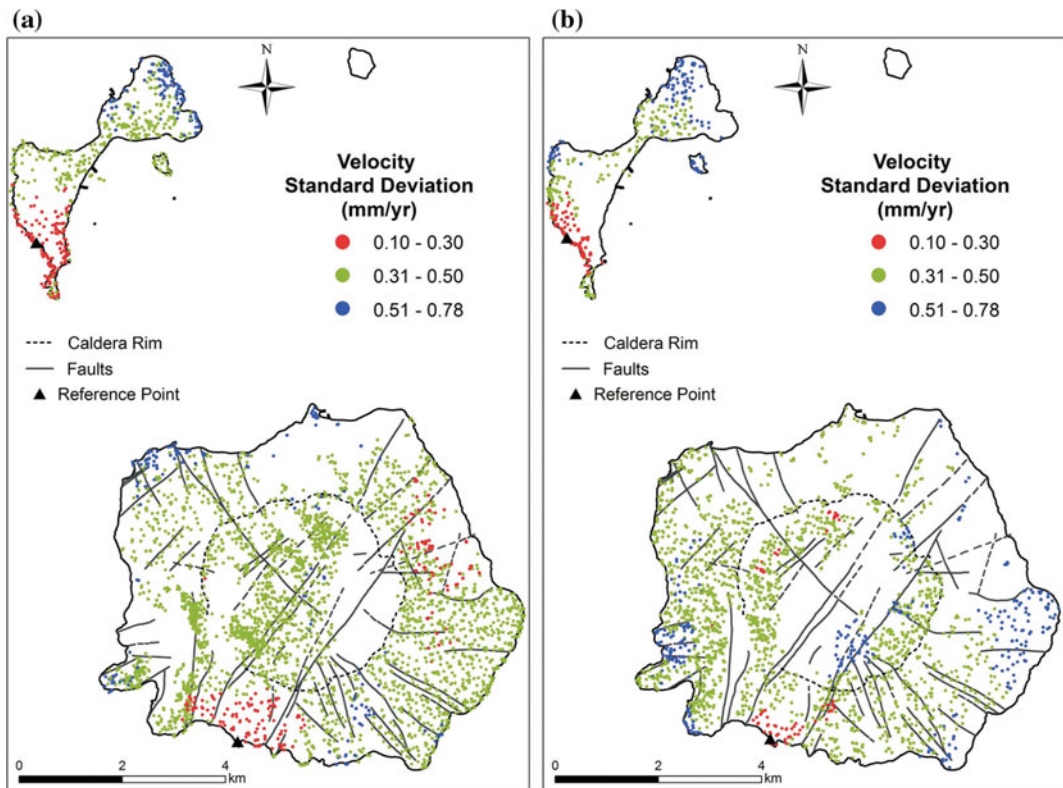 (a)
N
Velocity
Standard Deviation
(mm/yr)
0.10 - 0.30
0.31 - 0.50
0.51 - 0.78
Caldera Rim
Faults
Reference Point
0 2 4
km
(b)
N
Velocity
Standard Deviation
(mm/yr)
0.10 - 0.30
0.31 - 0.50
0.51 - 0.78
Caldera Rim
Faults
Reference Point
0 2 4
km